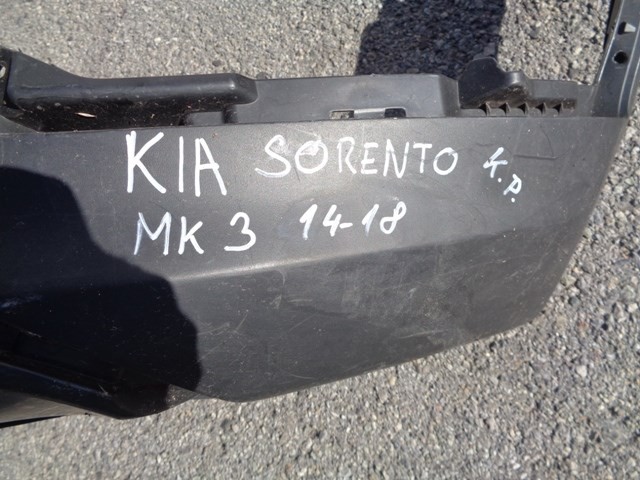 KIA SORENTO K.P.
MK 3 14-18